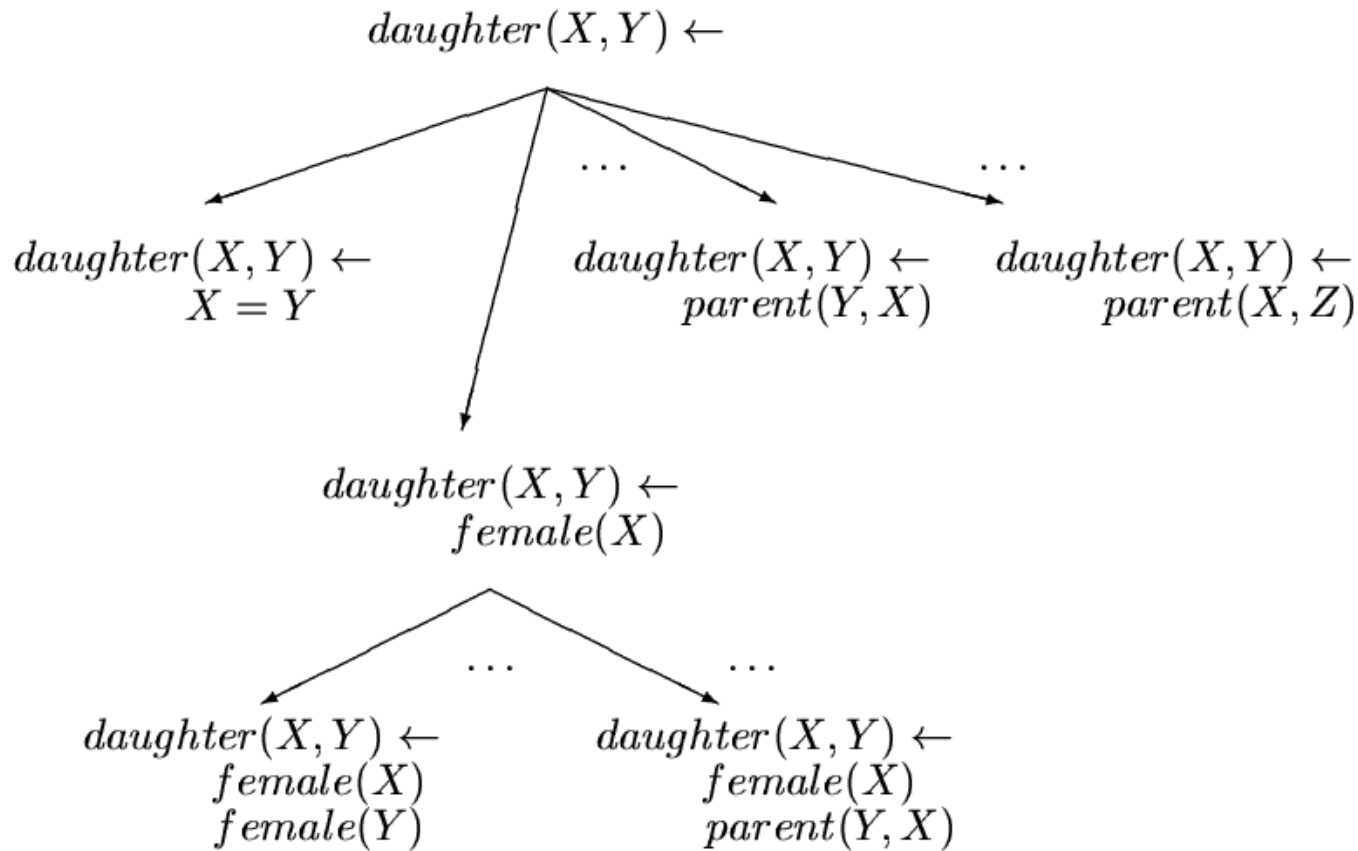 daughter(X, Y) ←
... ...
daughter(X, Y) ←
X = Y
daughter(X, Y) ←
parent(Y, X)
daughter(X, Y) ←
parent(X, Z)
daughter(X, Y) ←
female(X)
... ...
daughter(X, Y) ←
female(X)
female(Y)
daughter(X, Y) ←
female(X)
parent(Y, X)